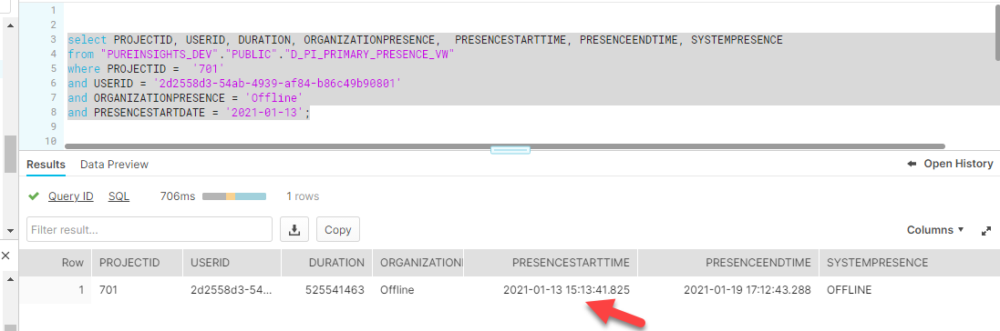 1
2
3 select PROJECTID, USERID, DURATION, ORGANIZATIONPRESENCE,  PRESENCESTARTTIME, PRESENCEENDTIME, SYSTEMPRESENCE
4 from "PUREINSIGHTS_DEV"."PUBLIC"."D_PI_PRIMARY_PRESENCE_VW"
5 where PROJECTID =  '701'
6 and USERID = '2d2558d3-54ab-4939-af84-b86c49b90801'
7 and ORGANIZATIONPRESENCE = 'Offline'
8 and PRESENCESTARTDATE = '2021-01-13';
9
10
Results Data Preview Open History
Query ID SQL 706ms 1 rows
Filter result... Copy Columns
Row PROJECTID USERID DURATION ORGANIZATION PRESENCESTARTTIME PRESENCEENDTIME SYSTEMPRESENCE
1 701 2d2558d3-54... 525541463 Offline 2021-01-13 15:13:41.825 2021-01-19 17:12:43.288 OFFLINE